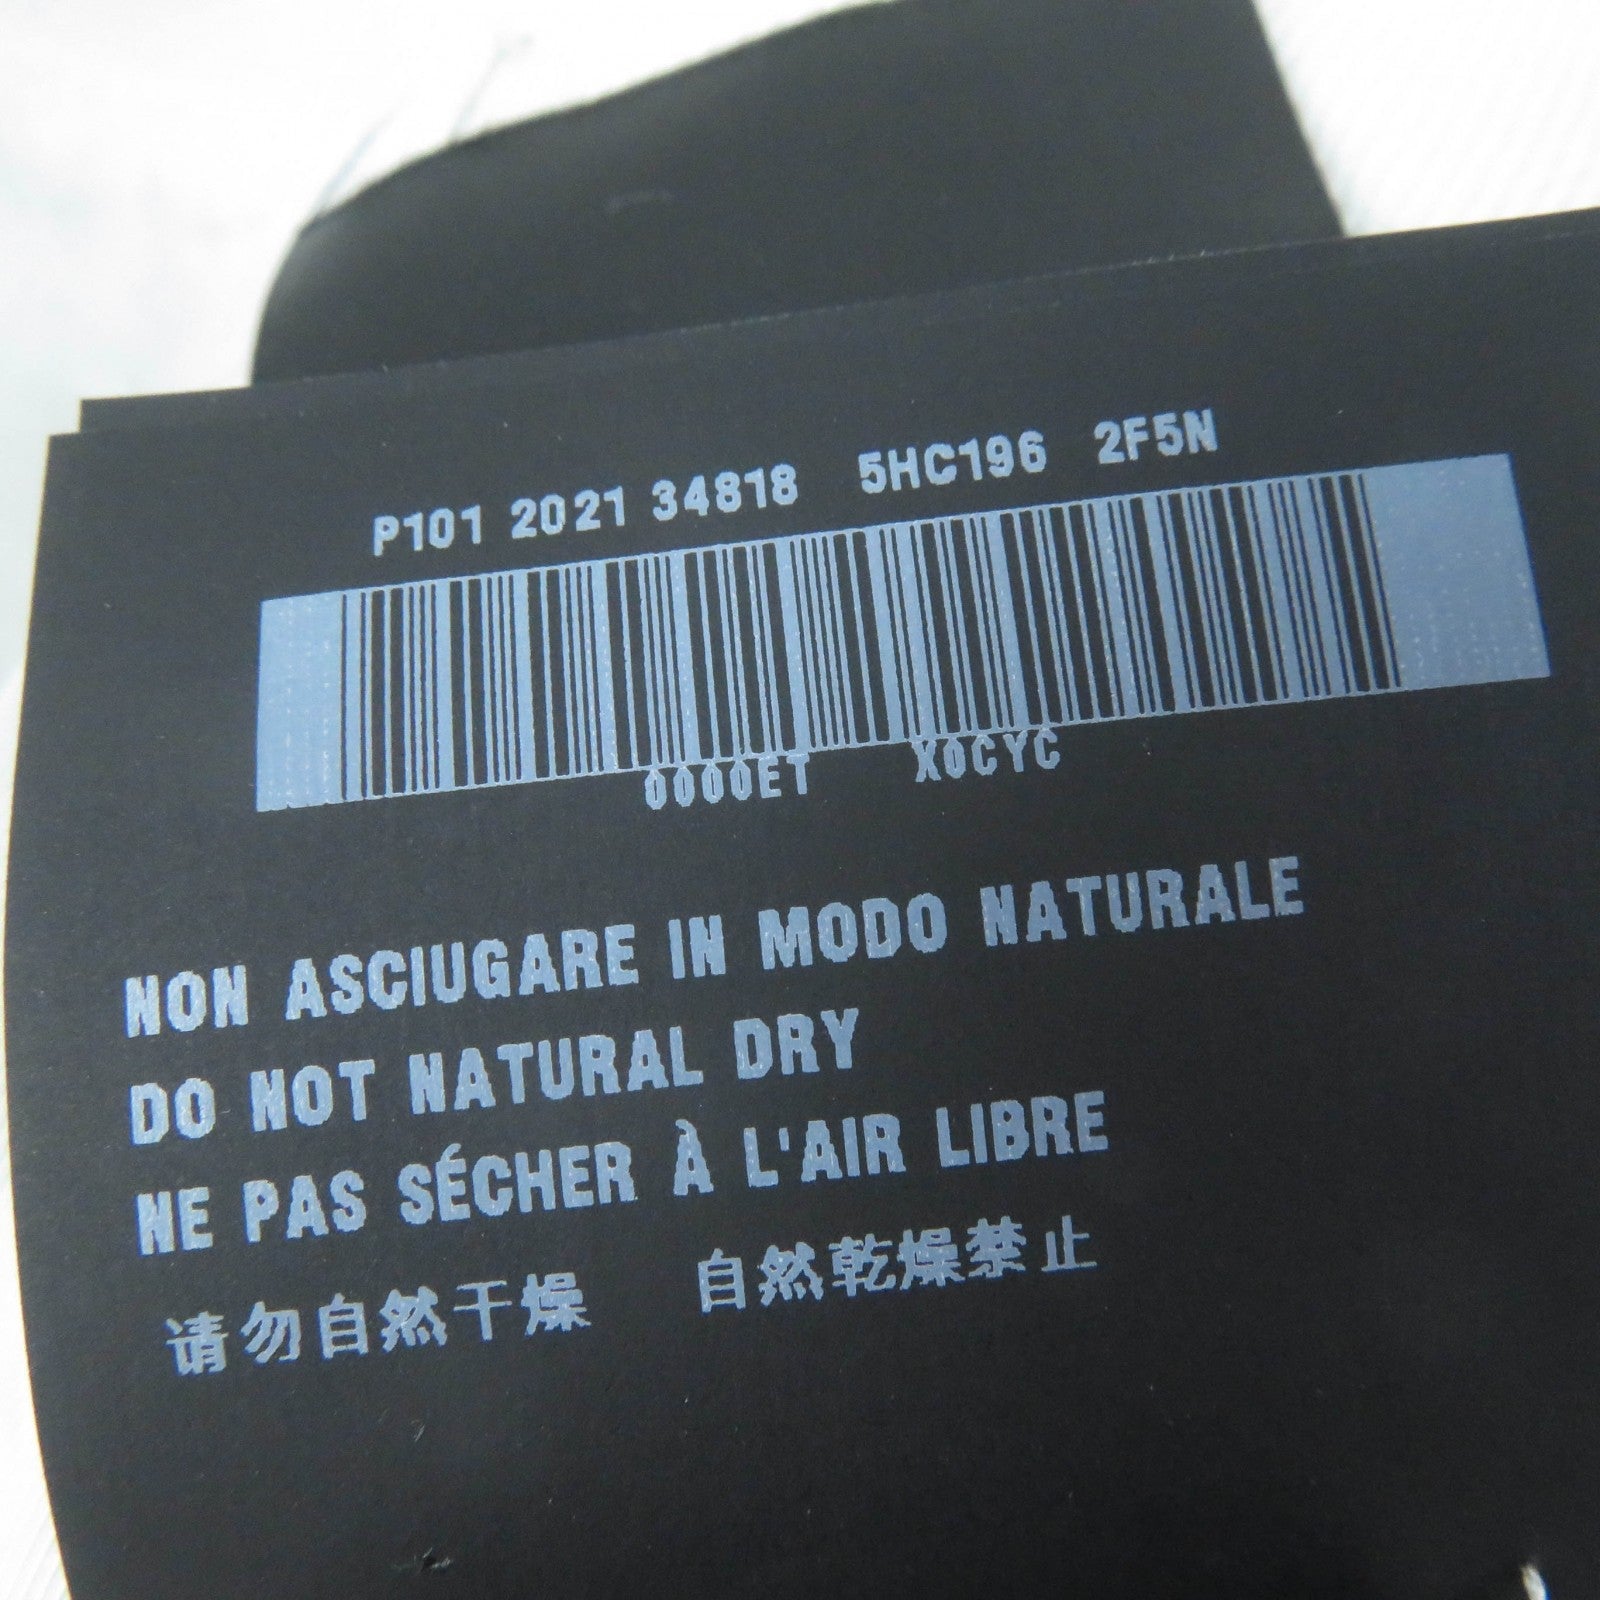 P101 2021 34818 5HC196 2F5N
0000ET X0CYC
NON ASCIUGARE IN MODO NATURALE
DO NOT NATURAL DRY
NE PAS SÉCHER À L'AIR LIBRE
请勿自然干燥 自然乾燥禁止